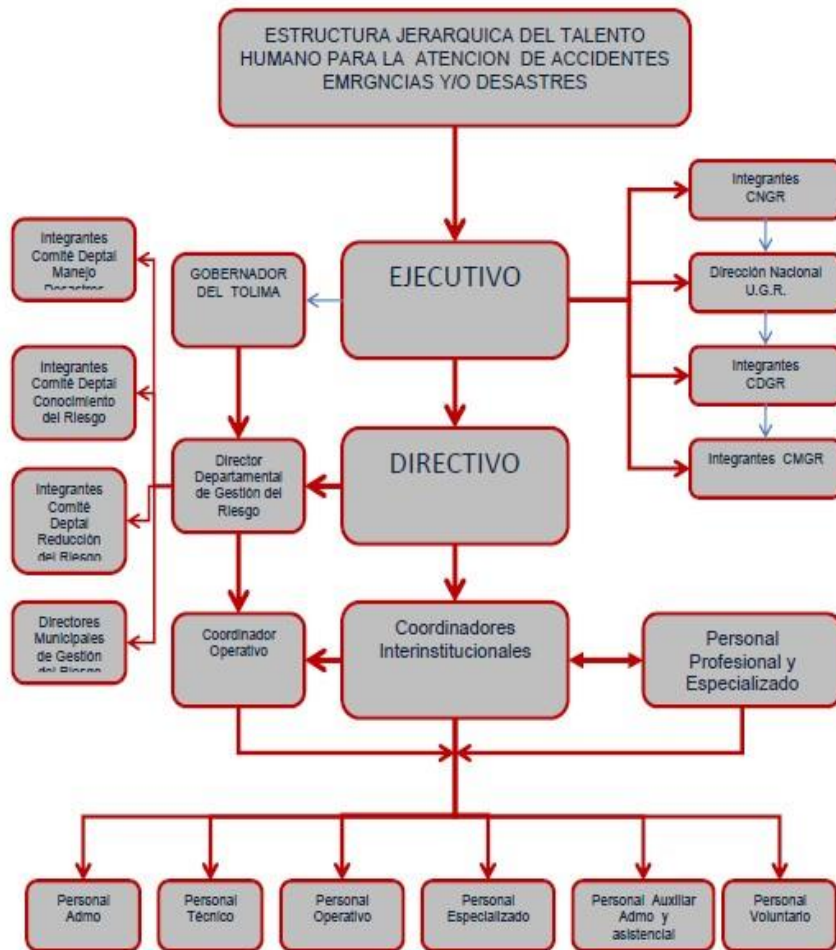 ESTRUCTURA JERARQUICA DEL TALENTO
HUMANO PARA LA ATENCION DE ACCIDENTES
EMRGNCIAS Y/O DESASTRES
Integrantes
CNGR
Integrantes
Comité Deptal
Manejo
Desastres
GOBERNADOR
DEL TOLIMA
EJECUTIVO
Dirección Nacional
U.G.R.
Integrantes
Comité Deptal
Conocimiento
del Riesgo
Integrantes
CDGR
Director
Departamental
de Gestión del
Riesgo
DIRECTIVO
Integrantes CMGR
Integrantes
Comité
Deptal
Reducción
del Riesgo
Directores
Municipales
de Gestión
del Riesgo
Coordinador
Operativo
Coordinadores
Interinstitucionales
Personal
Profesional y
Especializado
Personal
Admo
Personal
Técnico
Personal
Operativo
Personal
Especializado
Personal Auxiliar
Admo y
asistencial
Personal
Voluntario